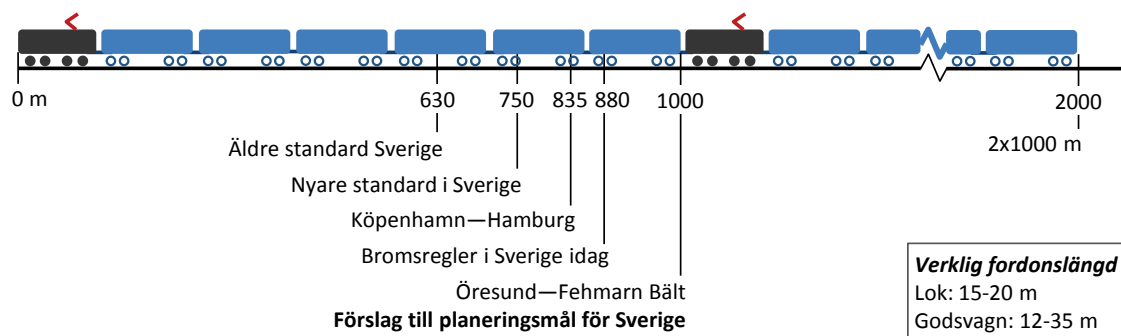 0 m
630
750
835
880
1000
2000
2x1000 m
Äldre standard Sverige
Nyare standard i Sverige
Köpenhamn—Hamburg
Bromsregler i Sverige idag
Öresund—Fehmarn Bält
Förslag till planeringsmål för Sverige
Verklig fordonslängd
Lok: 15-20 m
Godsvagn: 12-35 m